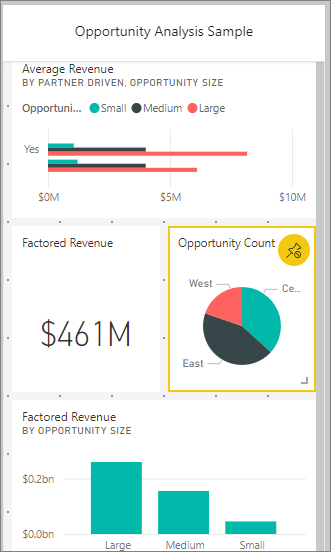 Opportunity Analysis Sample
Average Revenue
BY PARTNER DRIVEN, OPPORTUNITY SIZE
Opportuni... Small Medium Large
Yes
$0M $5M $10M
Factored Revenue
$461M
Opportunity Count
West
Ce...
East
Factored Revenue
BY OPPORTUNITY SIZE
$0.2bn
$0.0bn
Large Medium Small